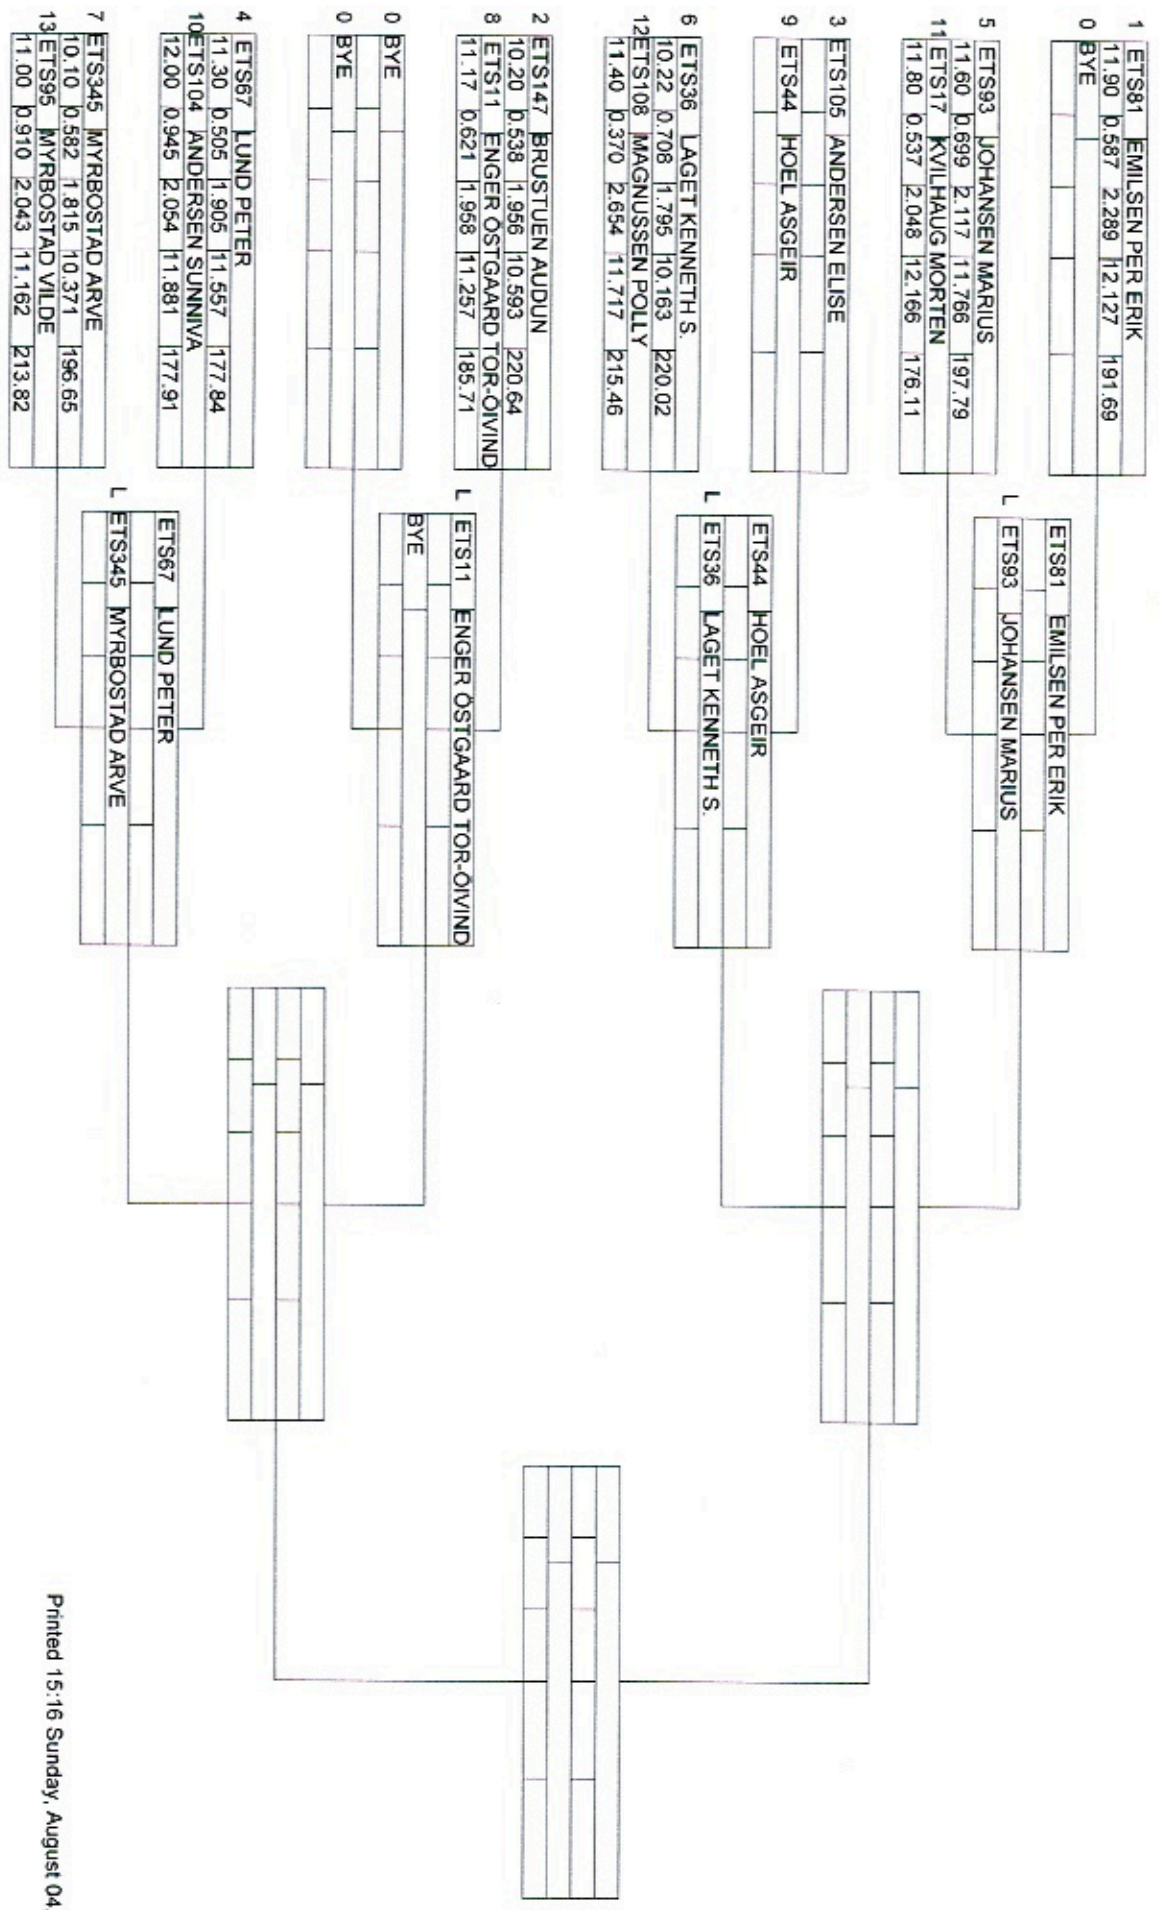 1 ETS81 EMILSEN PER ERIK
11.90 0.587 2.289 12.127 191.69
0 BYE
5 ETS93 JOHANSEN MARIUS
11.60 0.699 2.117 11.766 197.79
11 ETS17 KVILHAUG MORTEN
11.80 0.537 2.048 12.166 176.11
3 ETS105 ANDERSEN ELISE
9 ETS44 HOEL ASGEIR
6 ETS36 LAGET KENNETH S.
10.22 0.708 1.795 10.163 220.02
12 ETS108 MAGNUSSEN POLLY
11.40 0.370 2.654 11.717 215.46
2 ETS147 BRUSTUEN AUDUN
10.20 0.538 1.956 10.593 220.64
8 ETS11 ENGER ÖSTGAARD TOR-ÖIVIND
11.17 0.621 1.958 11.257 185.71
0 BYE
0 BYE
4 ETS67 LUND PETER
11.30 0.505 1.905 11.557 177.84
10 ETS104 ANDERSEN SUNNIVA
12.00 0.945 2.054 11.881 177.91
7 ETS345 MYRBOSTAD ARVE
10.10 0.582 1.815 10.371 196.65
13 ETS95 MYRBOSTAD VILDE
11.00 0.910 2.043 11.162 213.82
ETS81 EMILSEN PER ERIK
L ETS93 JOHANSEN MARIUS
ETS44 HOEL ASGEIR
L ETS36 LAGET KENNETH S.
L ETS11 ENGER ÖSTGAARD TOR-ÖIVIND
BYE
ETS67 LUND PETER
L ETS345 MYRBOSTAD ARVE
Printed 15:16 Sunday, August 04,